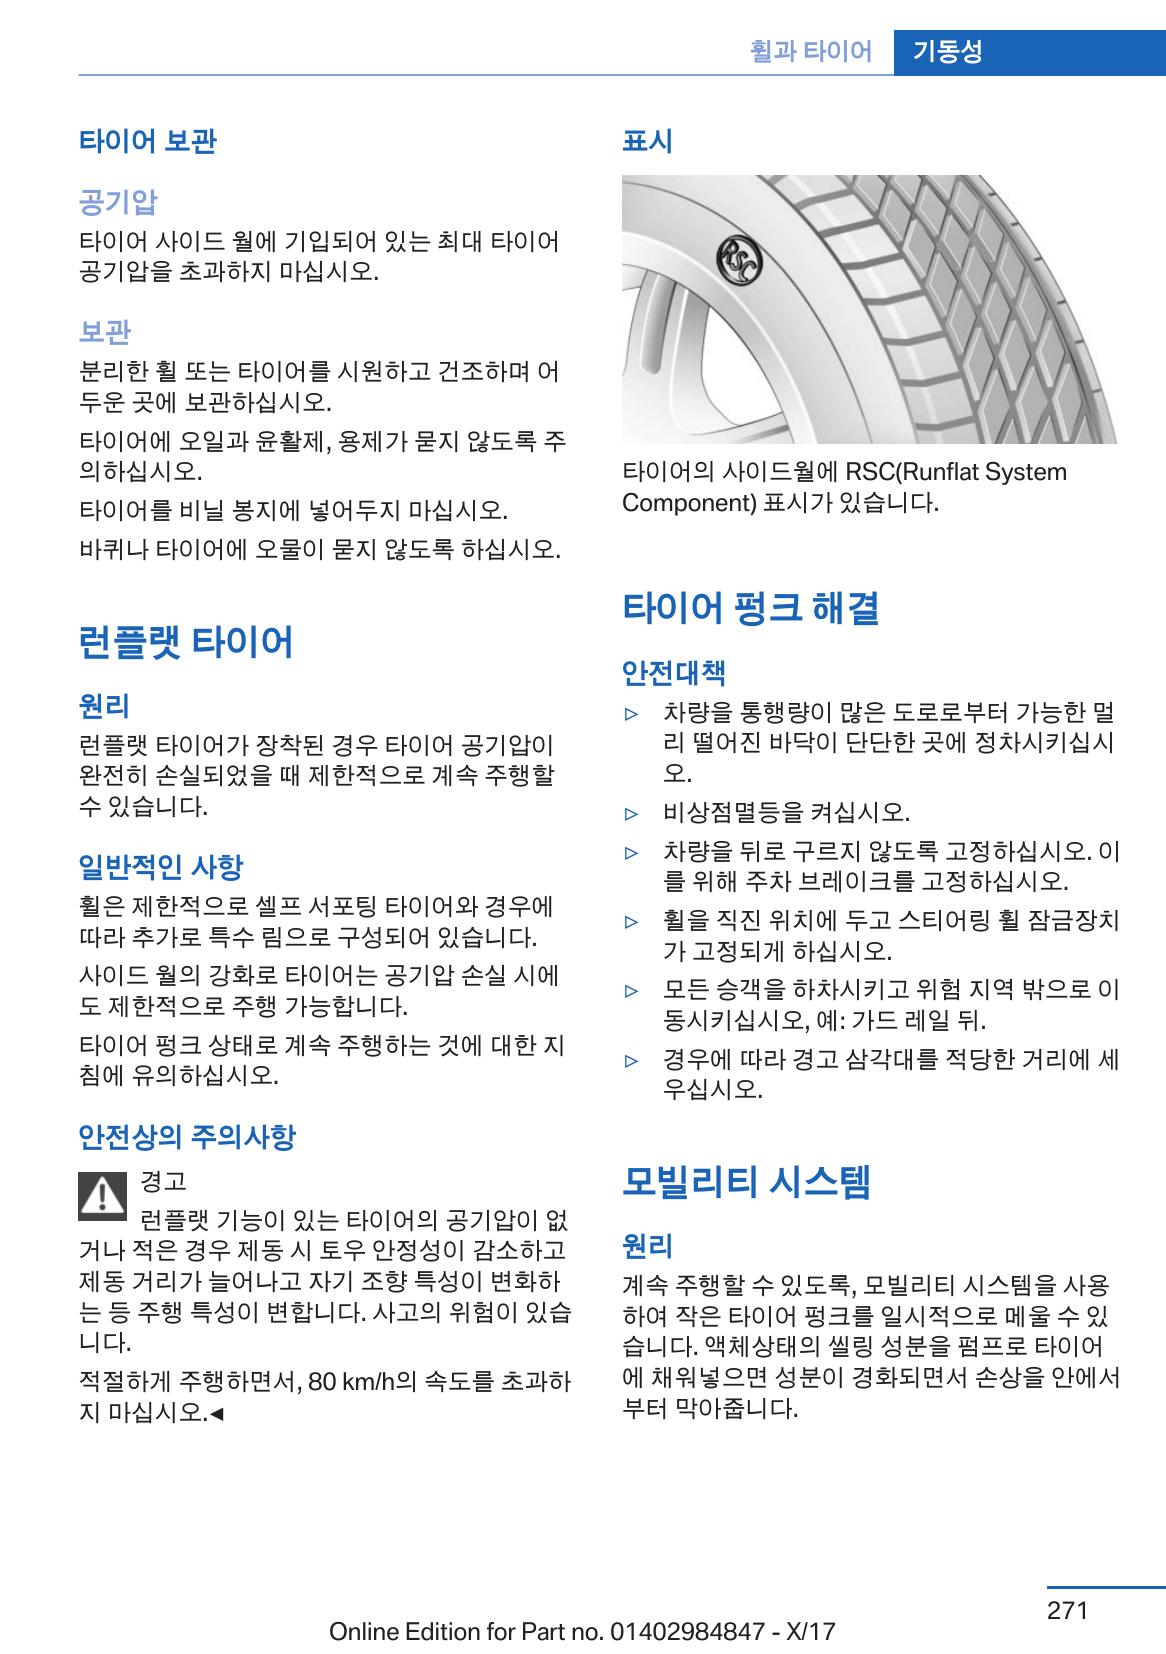 휠과 타이어 기동성
타이어 보관
공기압
타이어 사이드 월에 기입되어 있는 최대 타이어
공기압을 초과하지 마십시오.
보관
분리한 휠 또는 타이어를 시원하고 건조하며 어
두운 곳에 보관하십시오.
타이어에 오일과 윤활제, 용제가 묻지 않도록 주
의하십시오.
타이어를 비닐 봉지에 넣어두지 마십시오.
바퀴나 타이어에 오물이 묻지 않도록 하십시오.
런플랫 타이어
원리
런플랫 타이어가 장착된 경우 타이어 공기압이
완전히 손실되었을 때 제한적으로 계속 주행할
수 있습니다.
일반적인 사항
휠은 제한적으로 셀프 서포팅 타이어와 경우에
따라 추가로 특수 림으로 구성되어 있습니다.
사이드 월의 강화로 타이어는 공기압 손실 시에
도 제한적으로 주행 가능합니다.
타이어 펑크 상태로 계속 주행하는 것에 대한 지
침에 유의하십시오.
안전상의 주의사항
경고
런플랫 기능이 있는 타이어의 공기압이 없
거나 적은 경우 제동 시 토우 안정성이 감소하고
제동 거리가 늘어나고 자기 조향 특성이 변화하
는 등 주행 특성이 변합니다. 사고의 위험이 있습
니다.
적절하게 주행하면서, 80 km/h의 속도를 초과하
지 마십시오.◄
표시
RSC
타이어의 사이드월에 RSC(Runflat System
Component) 표시가 있습니다.
타이어 펑크 해결
안전대책
▷ 차량을 통행량이 많은 도로로부터 가능한 멀
리 떨어진 바닥이 단단한 곳에 정차시키십시
오.
▷ 비상점멸등을 켜십시오.
▷ 차량을 뒤로 구르지 않도록 고정하십시오. 이
를 위해 주차 브레이크를 고정하십시오.
▷ 휠을 직진 위치에 두고 스티어링 휠 잠금장치
가 고정되게 하십시오.
▷ 모든 승객을 하차시키고 위험 지역 밖으로 이
동시키십시오, 예: 가드 레일 뒤.
▷ 경우에 따라 경고 삼각대를 적당한 거리에 세
우십시오.
모빌리티 시스템
원리
계속 주행할 수 있도록, 모빌리티 시스템을 사용
하여 작은 타이어 펑크를 일시적으로 메울 수 있
습니다. 액체상태의 씰링 성분을 펌프로 타이어
에 채워넣으면 성분이 경화되면서 손상을 안에서
부터 막아줍니다.
271
Online Edition for Part no. 01402984847 - X/17